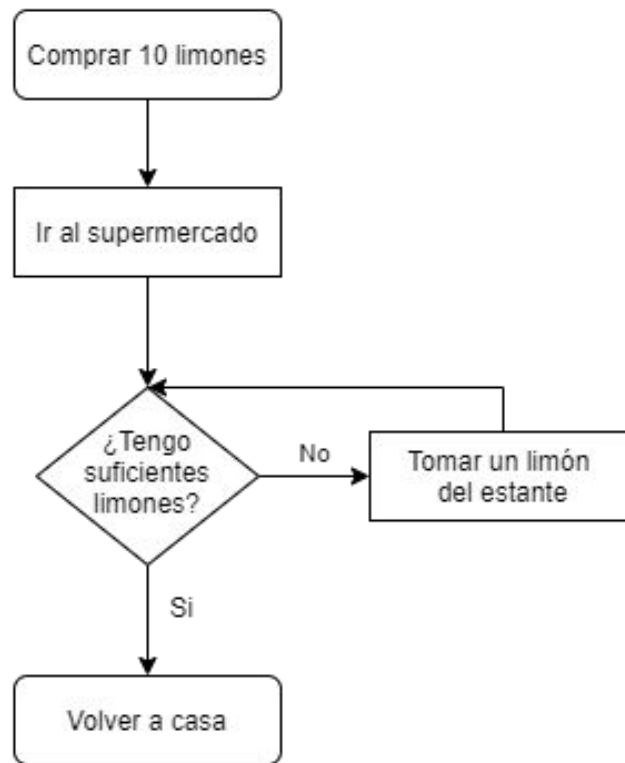 Comprar 10 limones
Ir al supermercado
¿Tengo
suficientes
limones?
No
Tomar un limón
del estante
Si
Volver a casa